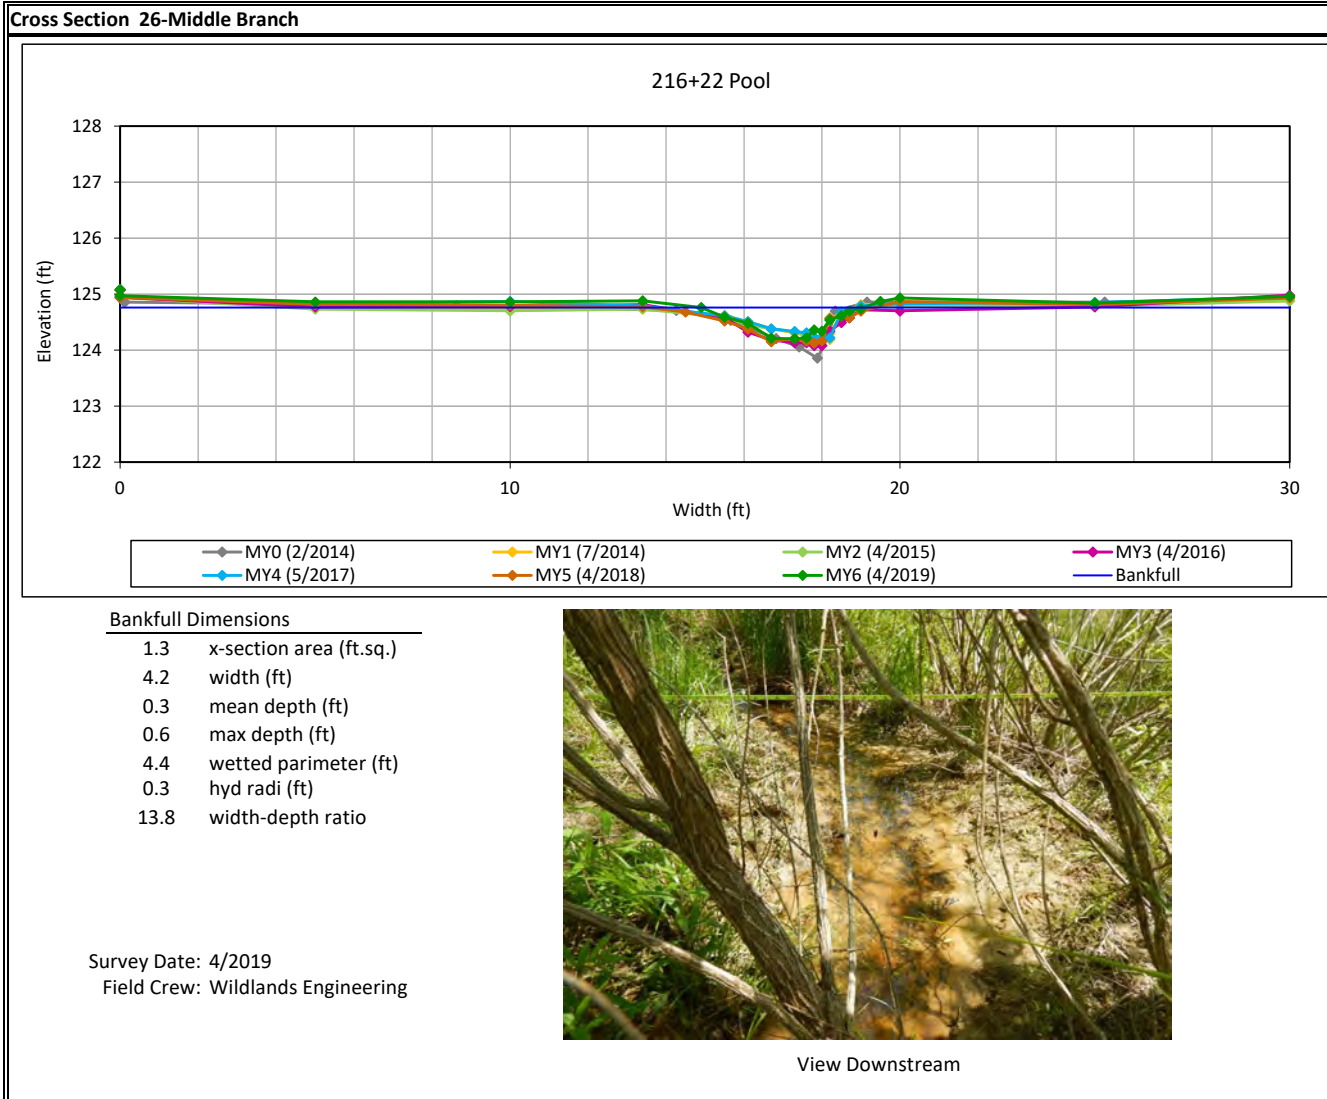 Cross Section 26-Middle Branch
216+22 Pool
128
127
126
125
124
123
122
Elevation (ft)
0 10 20 30
Width (ft)
MY0 (2/2014) MY1 (7/2014) MY2 (4/2015) MY3 (4/2016)
MY4 (5/2017) MY5 (4/2018) MY6 (4/2019) Bankfull
Bankfull Dimensions
1.3 x-section area (ft.sq.)
4.2 width (ft)
0.3 mean depth (ft)
0.6 max depth (ft)
4.4 wetted parimeter (ft)
0.3 hyd radi (ft)
13.8 width-depth ratio
Survey Date: 4/2019
Field Crew: Wildlands Engineering
View Downstream